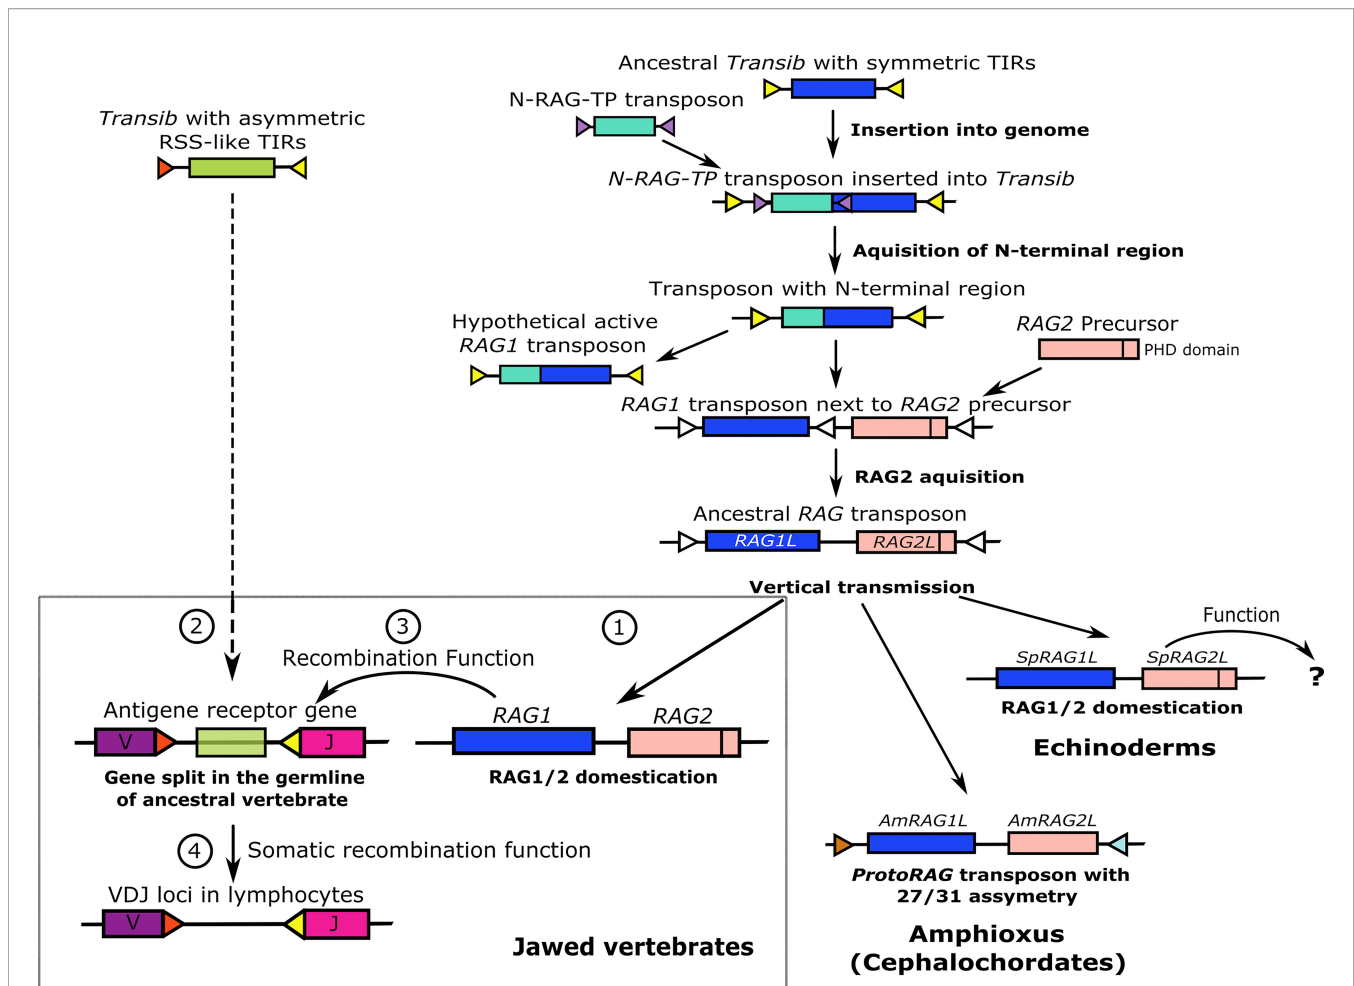 Ancestral Transib with symmetric TIRs
N-RAG-TP transposon
Transib with asymmetric
RSS-like TIRs
Insertion into genome
N-RAG-TP transposon inserted into Transib
Aquisition of N-terminal region
Transposon with N-terminal region
Hypothetical active
RAG1 transposon
RAG2 Precursor
PHD domain
RAG1 transposon next to RAG2 precursor
RAG2 aquisition
Ancestral RAG transposon
RAG1L
RAG2L
Vertical transmission
2
3
1
Recombination Function
Function
SpRAG1L
SpRAG2L
?
RAG1/2 domestication
Echinoderms
Antigene receptor gene
V
J
Gene split in the germline
of ancestral vertebrate
RAG1
RAG2
RAG1/2 domestication
4
Somatic recombination function
VDJ loci in lymphocytes
V
J
Jawed vertebrates
AmRAG1L
AmRAG2L
ProtoRAG transposon with
27/31 assymetry
Amphioxus
(Cephalochordates)